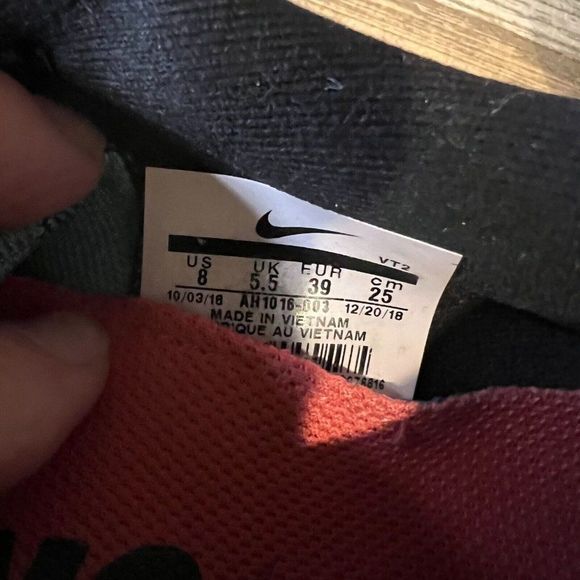 VT2
US UK EUR cm
8 5.5 39 25
10/03/18 AH1016-003 12/20/18
MADE IN VIETNAM
RIQUE AU VIETNAM